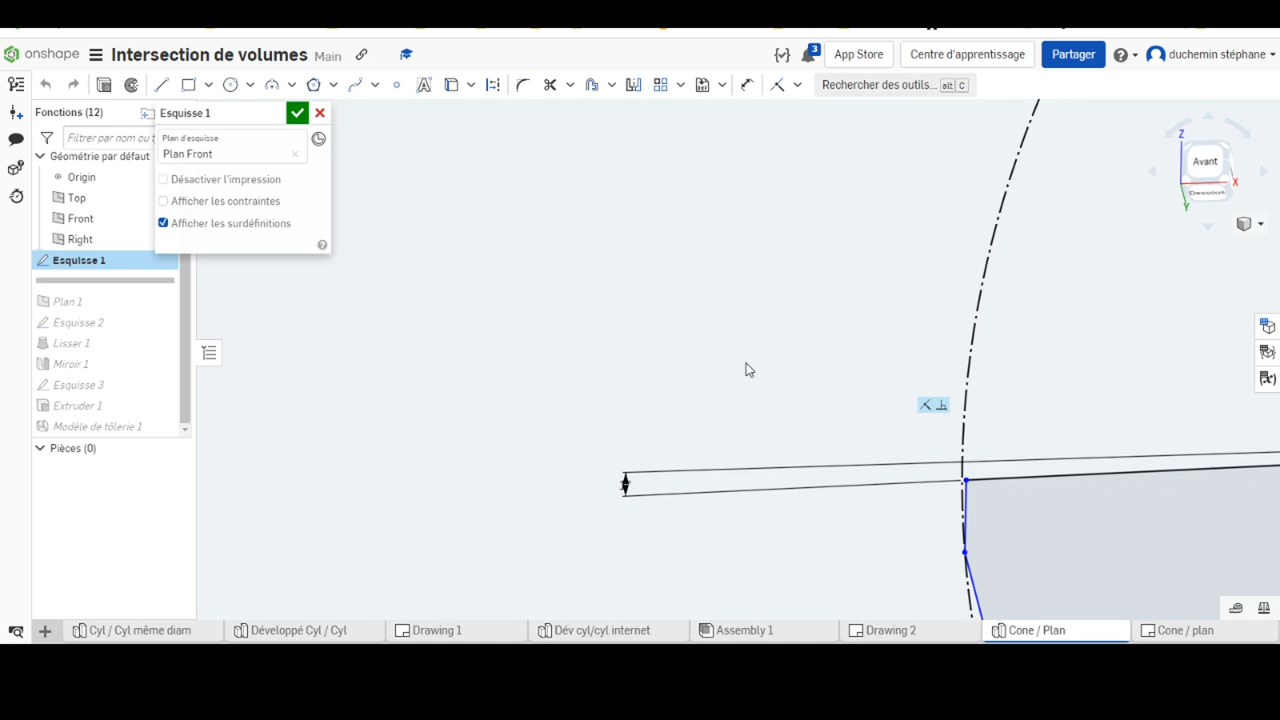 onshape
Intersection de volumes Main
3
App Store
Centre d'apprentissage
Partager
duchemin stéphane
Rechercher des outils... alt C
Fonctions (12)
Filtrer par nom ou
Géométrie par défaut
Origin
Top
Front
Right
Esquisse 1
Plan 1
Esquisse 2
Lisser 1
Miroir 1
Esquisse 3
Extruder 1
Modèle de tôlerie 1
Pièces (0)
Esquisse 1
Plan d'esquisse
Plan Front
Désactiver l'impression
Afficher les contraintes
Afficher les surdéfinitions
Z
Avant
X
Dessous
Y
Cyl / Cyl même diam
Développé Cyl / Cyl
Drawing 1
Dév cyl/cyl internet
Assembly 1
Drawing 2
Cone / Plan
Cone / plan